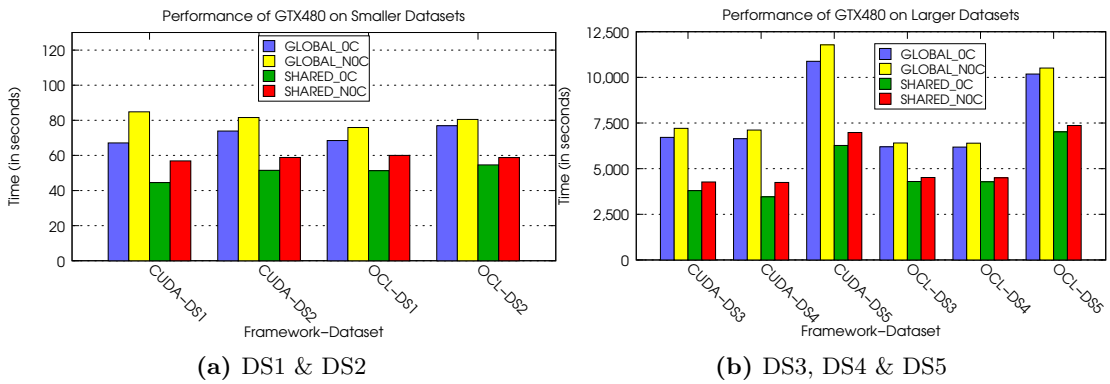 Performance of GTX480 on Smaller Datasets
Time (in seconds)
120
100
80
60
40
20
0
GLOBAL_0C
GLOBAL_N0C
SHARED_0C
SHARED_N0C
CUDA-DS1
CUDA-DS2
OCL-DS1
OCL-DS2
Framework-Dataset
(a) DS1 & DS2
Performance of GTX480 on Larger Datasets
Time (in seconds)
12,500
10,000
7,500
5,000
2,500
0
GLOBAL_0C
GLOBAL_N0C
SHARED_0C
SHARED_N0C
CUDA-DS3
CUDA-DS4
CUDA-DS5
OCL-DS3
OCL-DS4
OCL-DS5
Framework-Dataset
(b) DS3, DS4 & DS5